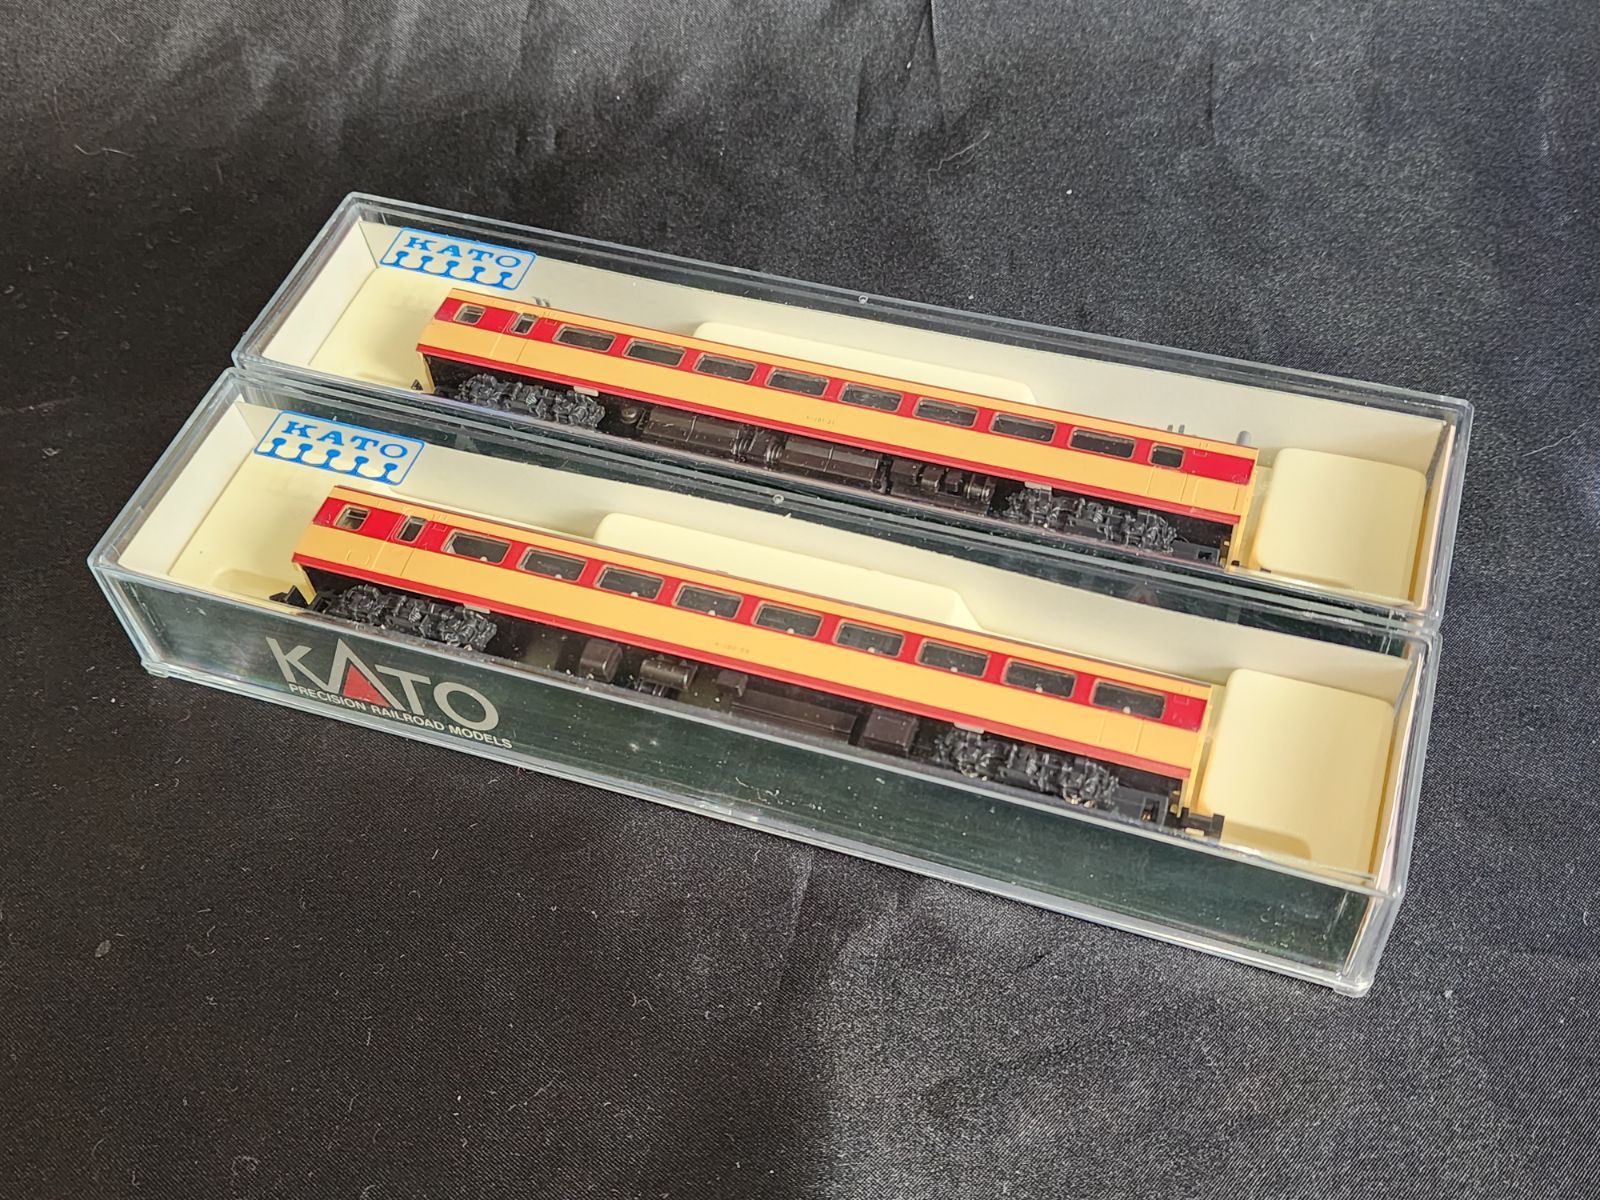 KATO
KATO
KATO
PRECISION RAILROAD MODELS